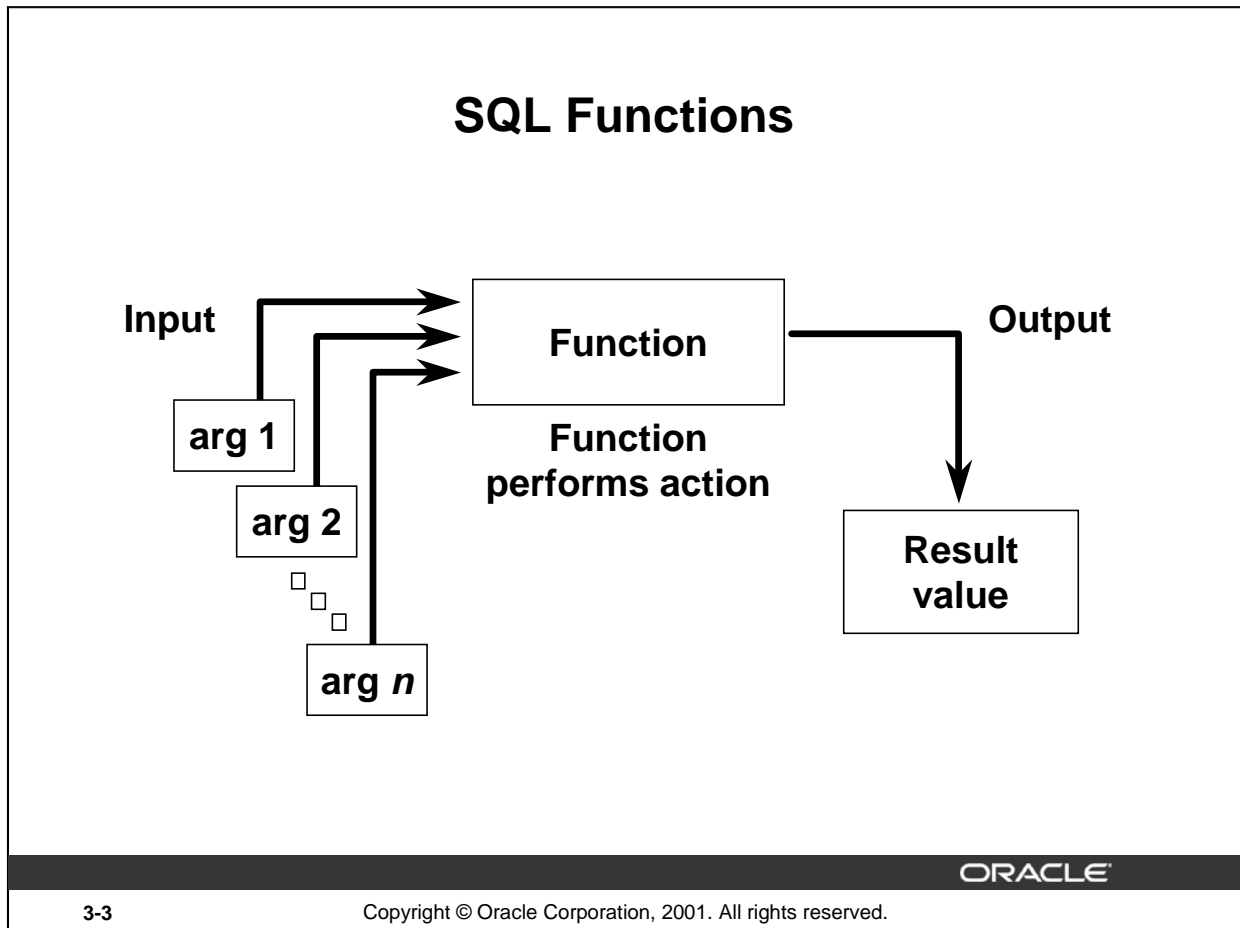 SQL Functions
Input
Function
Output
arg 1
Function
performs action
arg 2
Result
value
arg n
ORACLE®
3-3
Copyright © Oracle Corporation, 2001. All rights reserved.